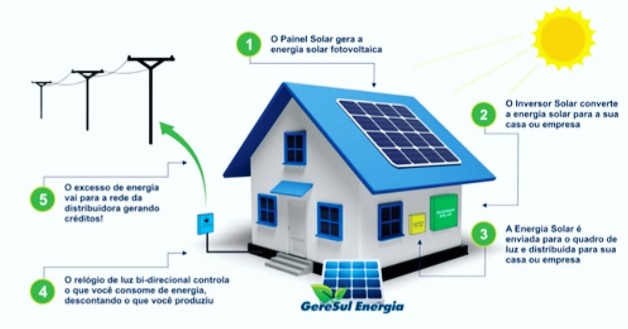 1
O Painel Solar gera a
energia solar fotovoltaica
2
O Inversor Solar converte
a energia solar para a sua
casa ou empresa
INVERSOR
SOLAR
3
A Energia Solar é
enviada para o quadro de
luz e distribuída para sua
casa ou empresa
4
O relógio de luz bi-direcional controla
o que você consome de energia,
descontando o que você produziu
5
O excesso de energia
vai para a rede da
distribuidora gerando
créditos!
GereSul Energia